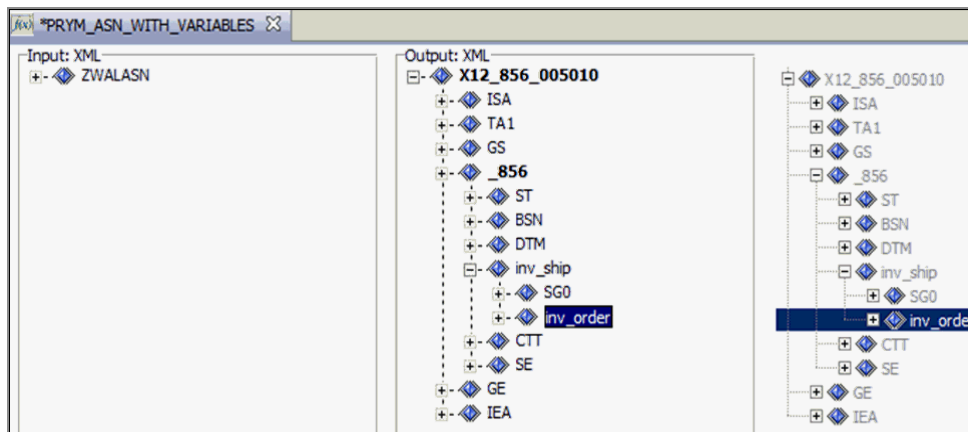 f(x) *PRYM_ASN_WITH_VARIABLES
Input: XML
ZWALASN
Output: XML
X12_856_005010
ISA
TA1
GS
_856
ST
BSN
DTM
inv_ship
SG0
inv_order
CTT
SE
GE
IEA
X12_856_005010
ISA
TA1
GS
_856
ST
BSN
DTM
inv_ship
SG0
inv_orde
CTT
SE
GE
IEA